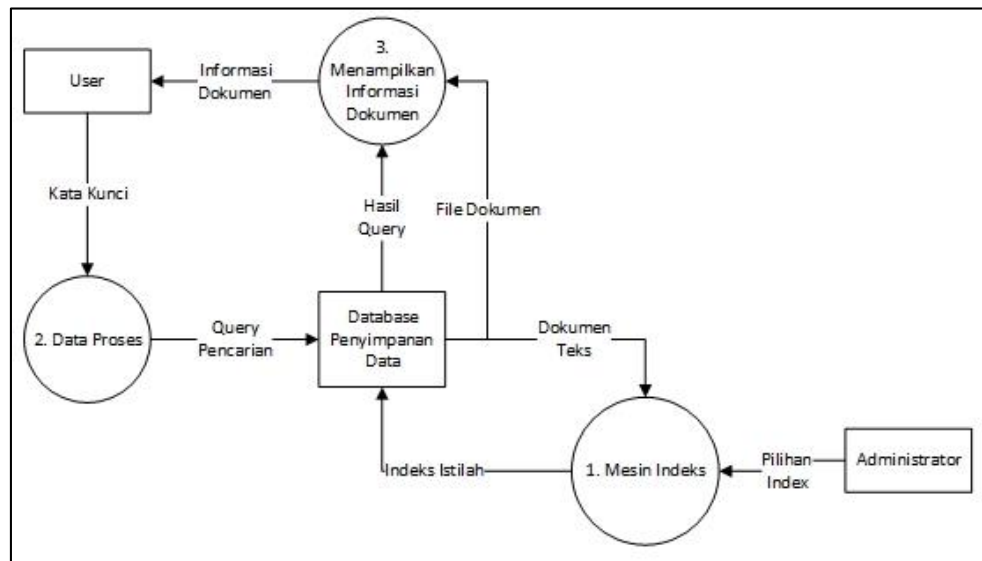 User
Informasi
Dokumen
3.
Menampilkan
Informasi
Dokumen
Kata Kunci
Hasil
Query
File Dokumen
2. Data Proses
Query
Pencarian
Database
Penyimpanan
Data
Dokumen
Teks
Indeks Istilah
1. Mesin Indeks
Pilihan
Index
Administrator